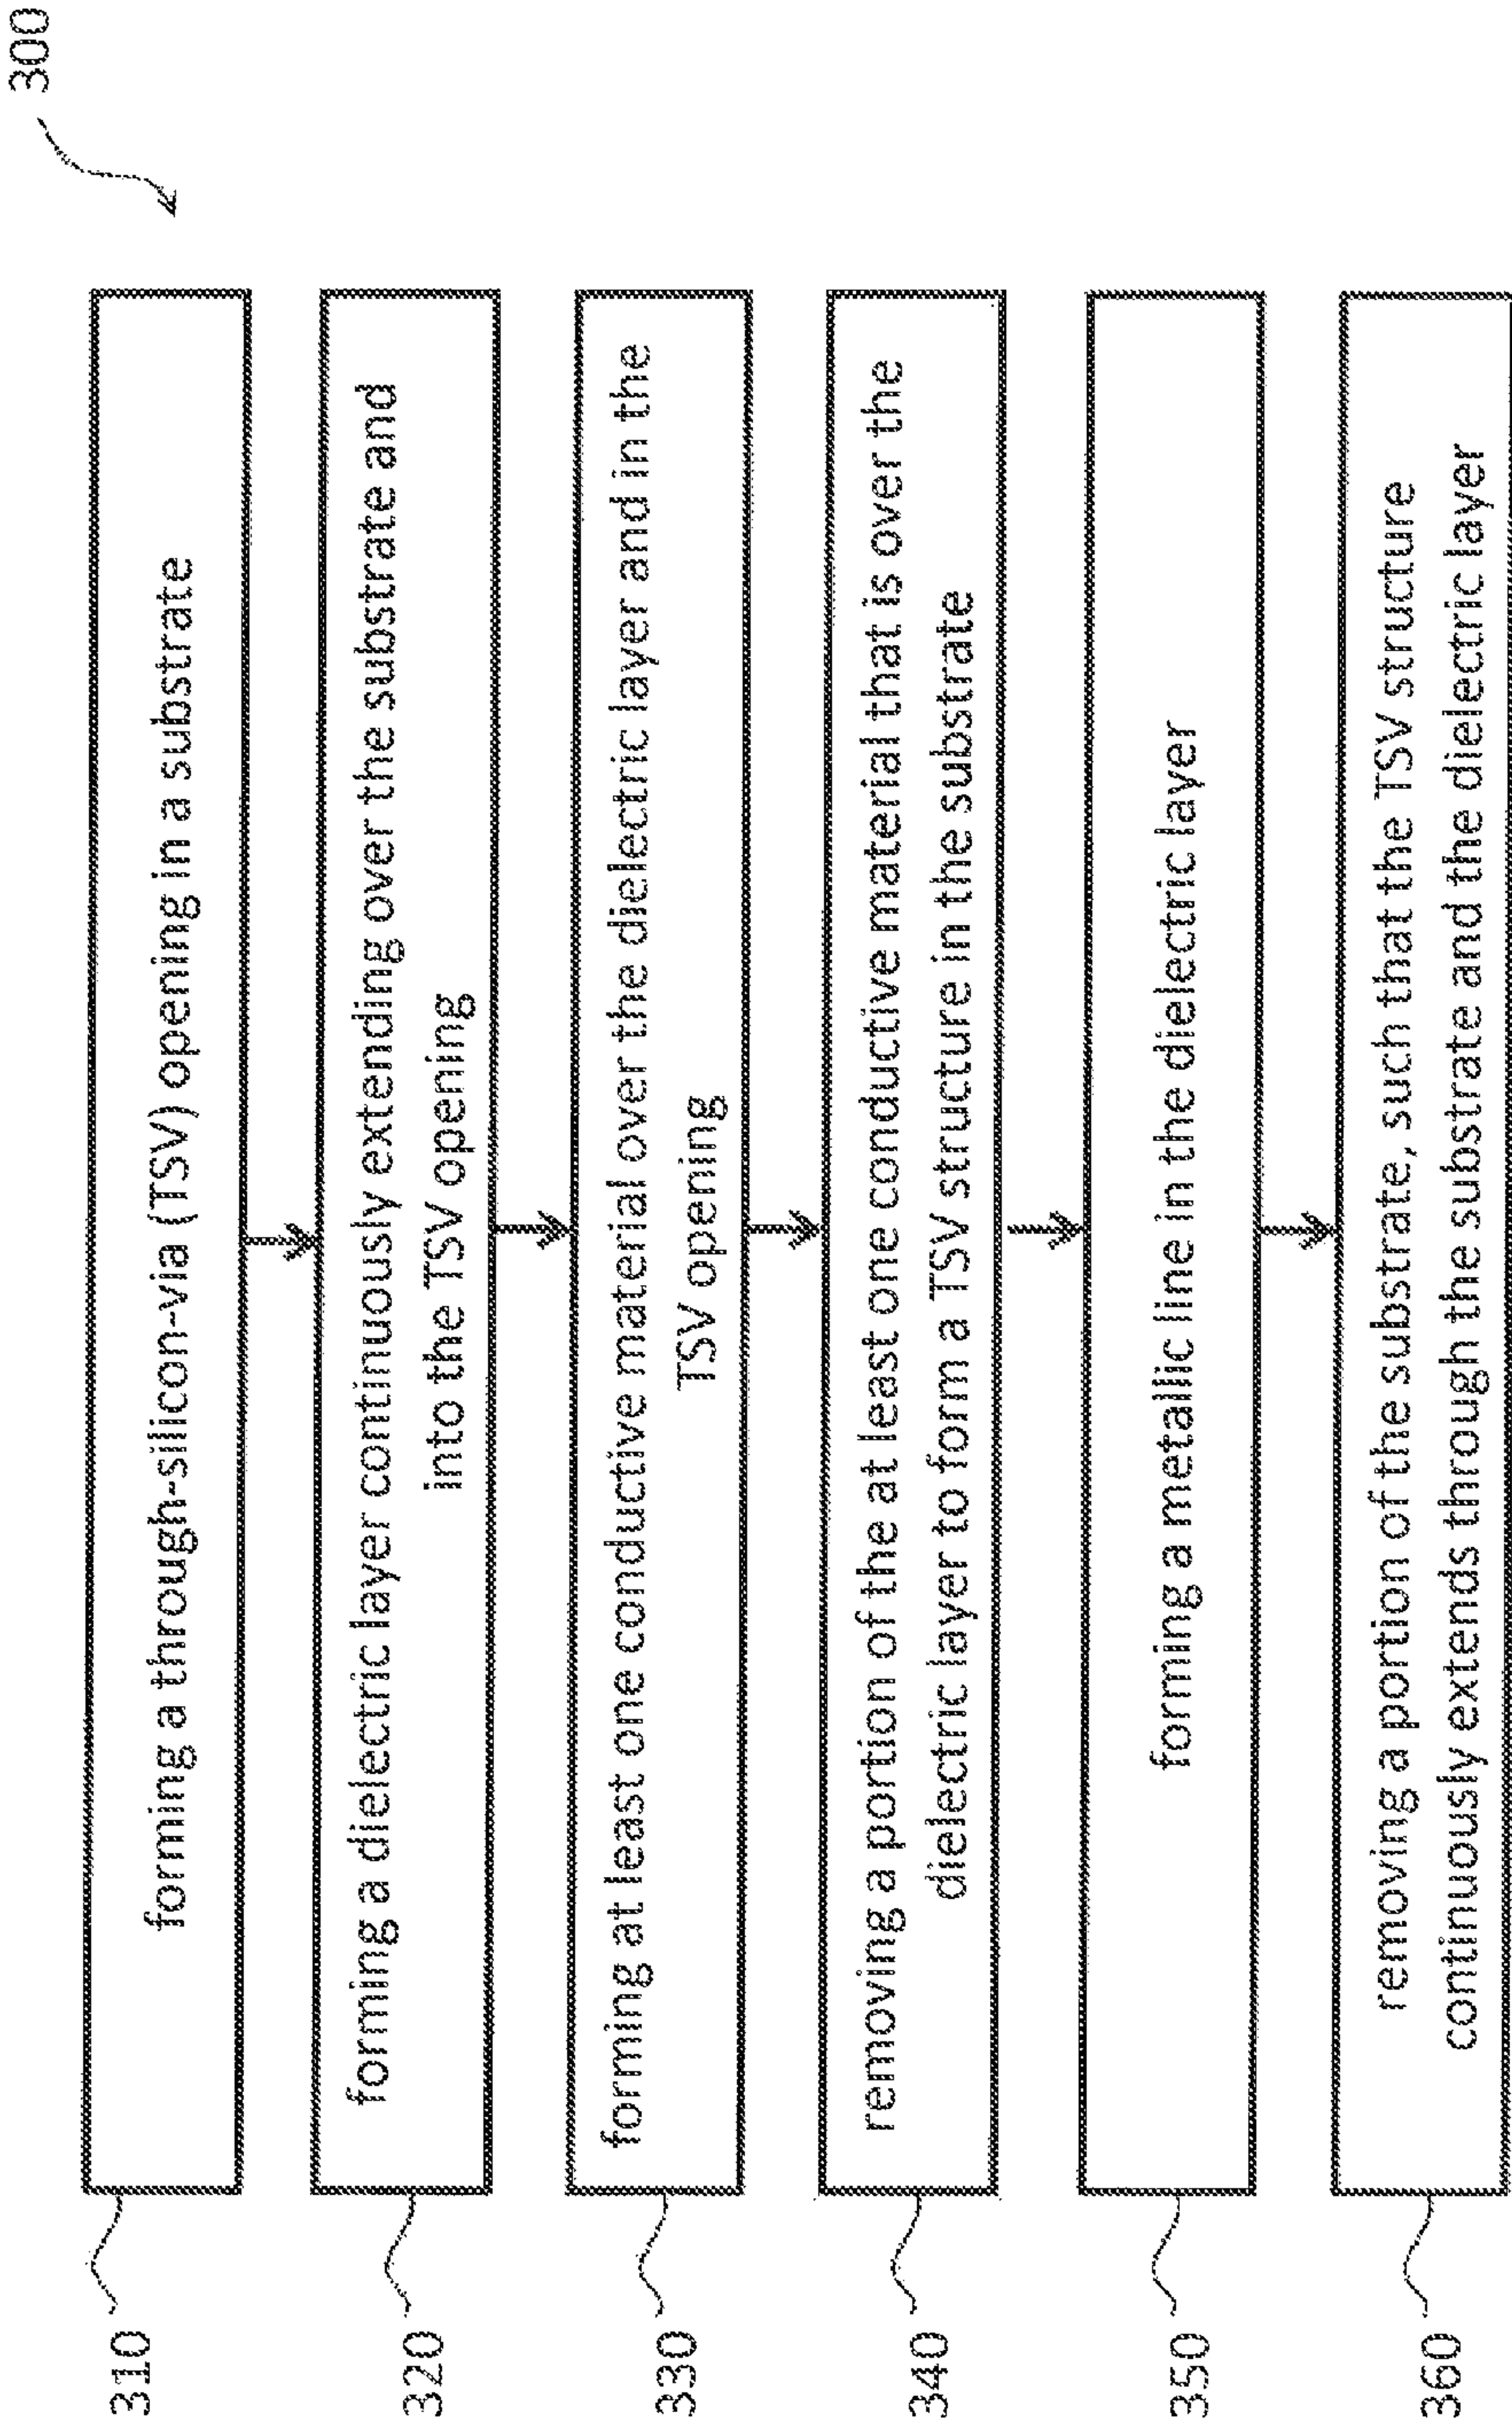 300
310
forming a through-silicon-via (TSV) opening in a substrate
320
forming a dielectric layer continuously extending over the substrate and
into the TSV opening
330
forming at least one conductive material over the dielectric layer and in the
TSV opening
340
removing a portion of the at least one conductive material that is over the
dielectric layer to form a TSV structure in the substrate
350
forming a metallic line in the dielectric layer
360
removing a portion of the substrate, such that the TSV structure
continuously extends through the substrate and the dielectric layer